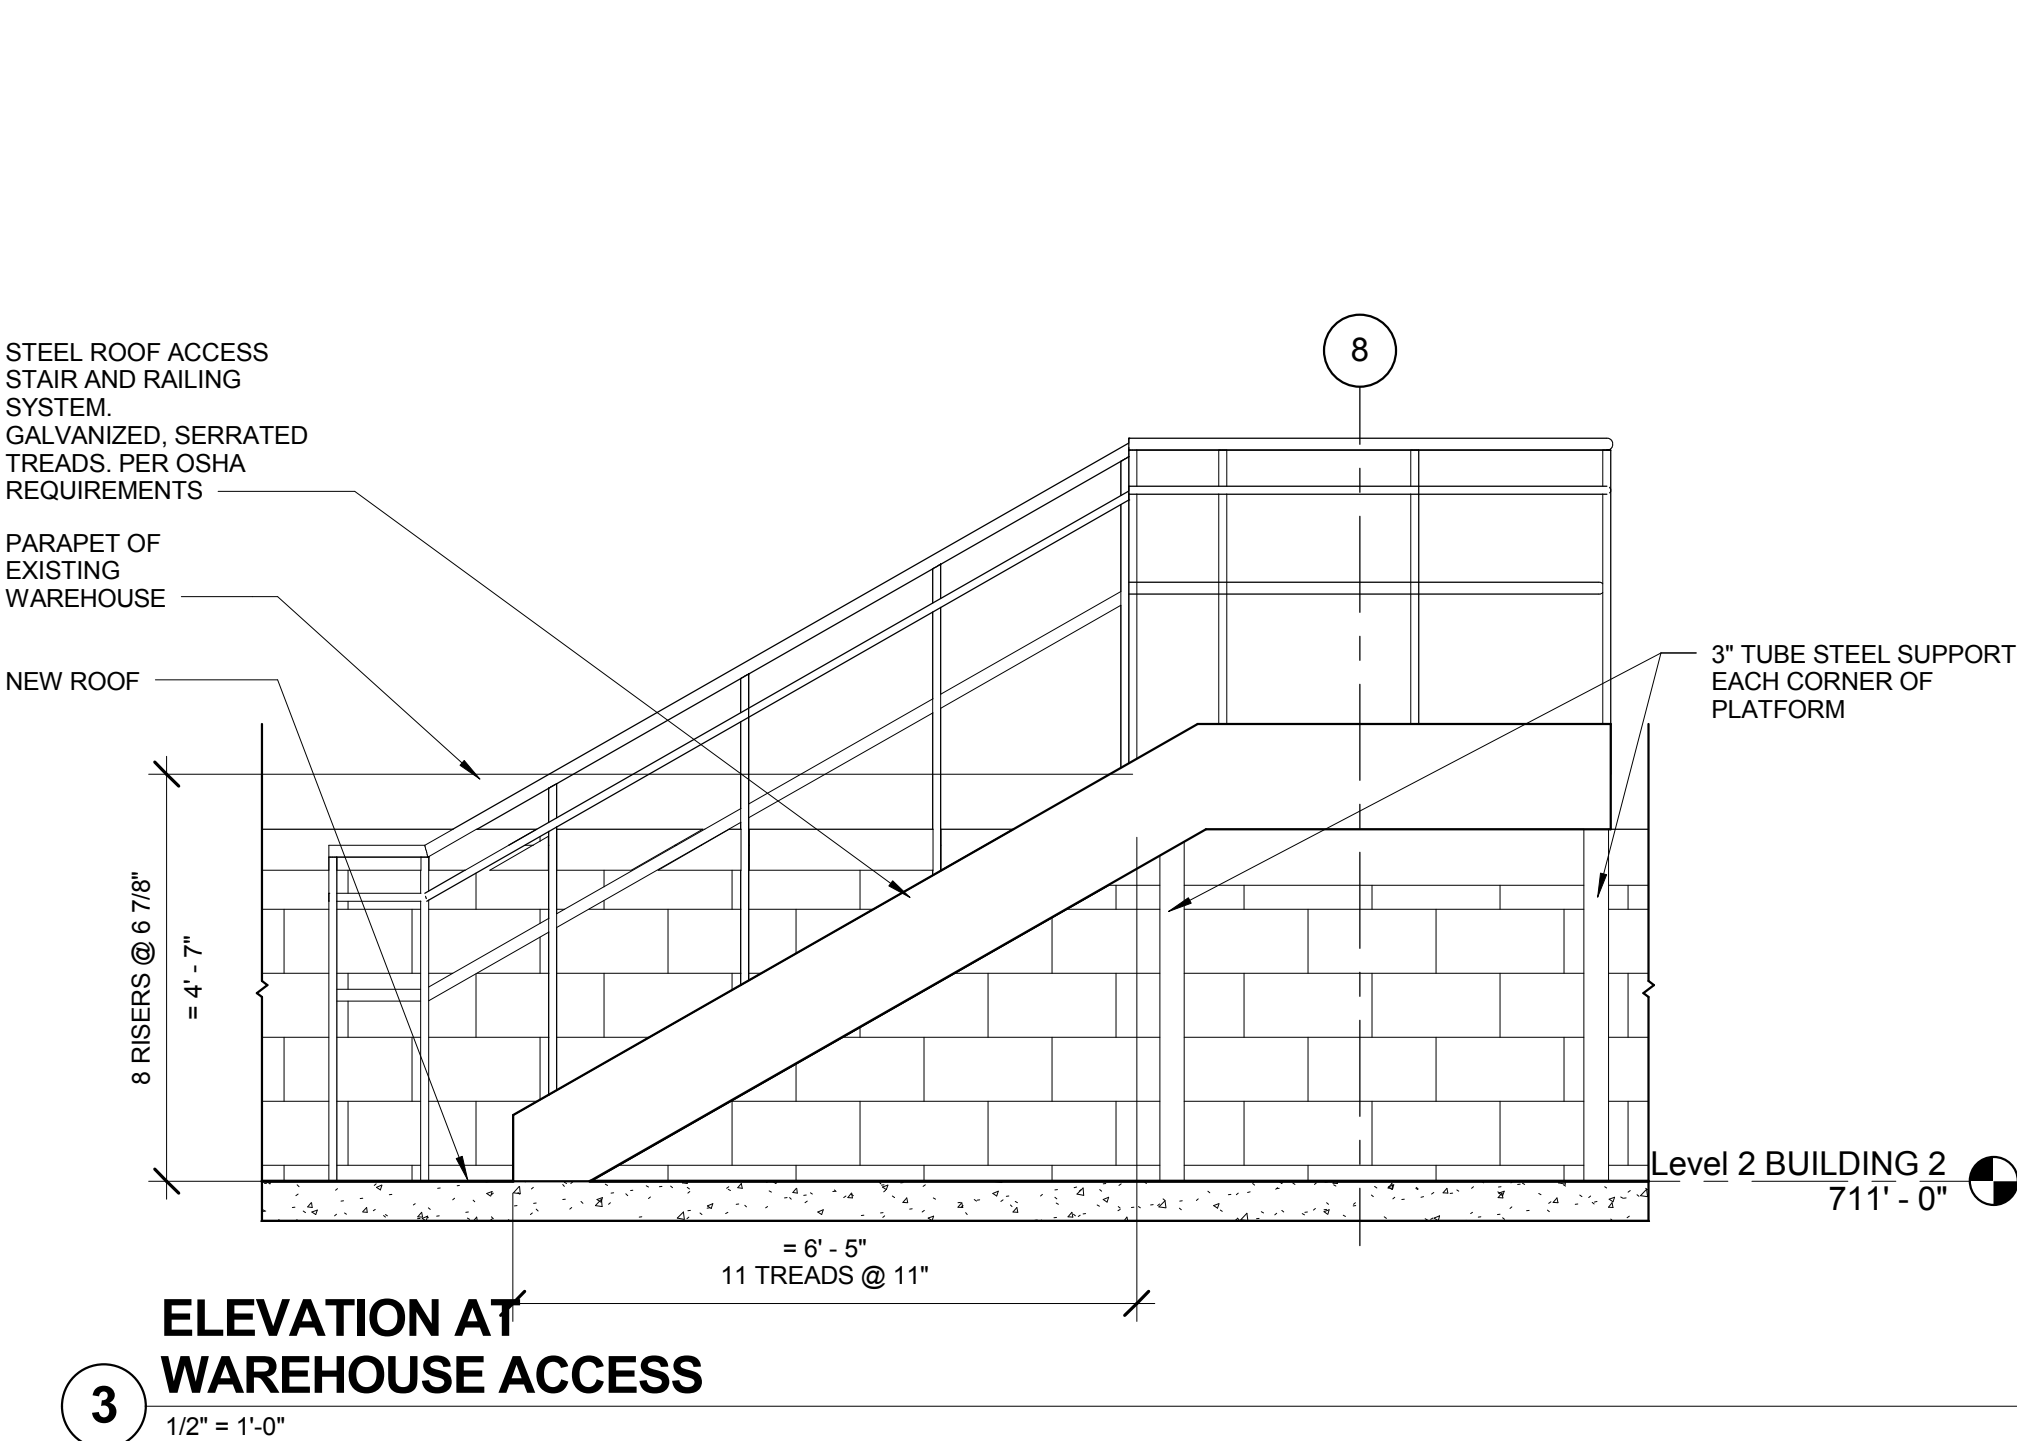 8
STEEL ROOF ACCESS
STAIR AND RAILING
SYSTEM.
GALVANIZED, SERRATED
TREADS. PER OSHA
REQUIREMENTS
PARAPET OF
EXISTING
WAREHOUSE
NEW ROOF
3" TUBE STEEL SUPPORT
EACH CORNER OF
PLATFORM
8 RISERS @ 6 7/8"
= 4' - 7"
Level 2 BUILDING 2
711' - 0"
= 6' - 5"
11 TREADS @ 11"
ELEVATION AT
WAREHOUSE ACCESS
3
1/2" = 1'-0"